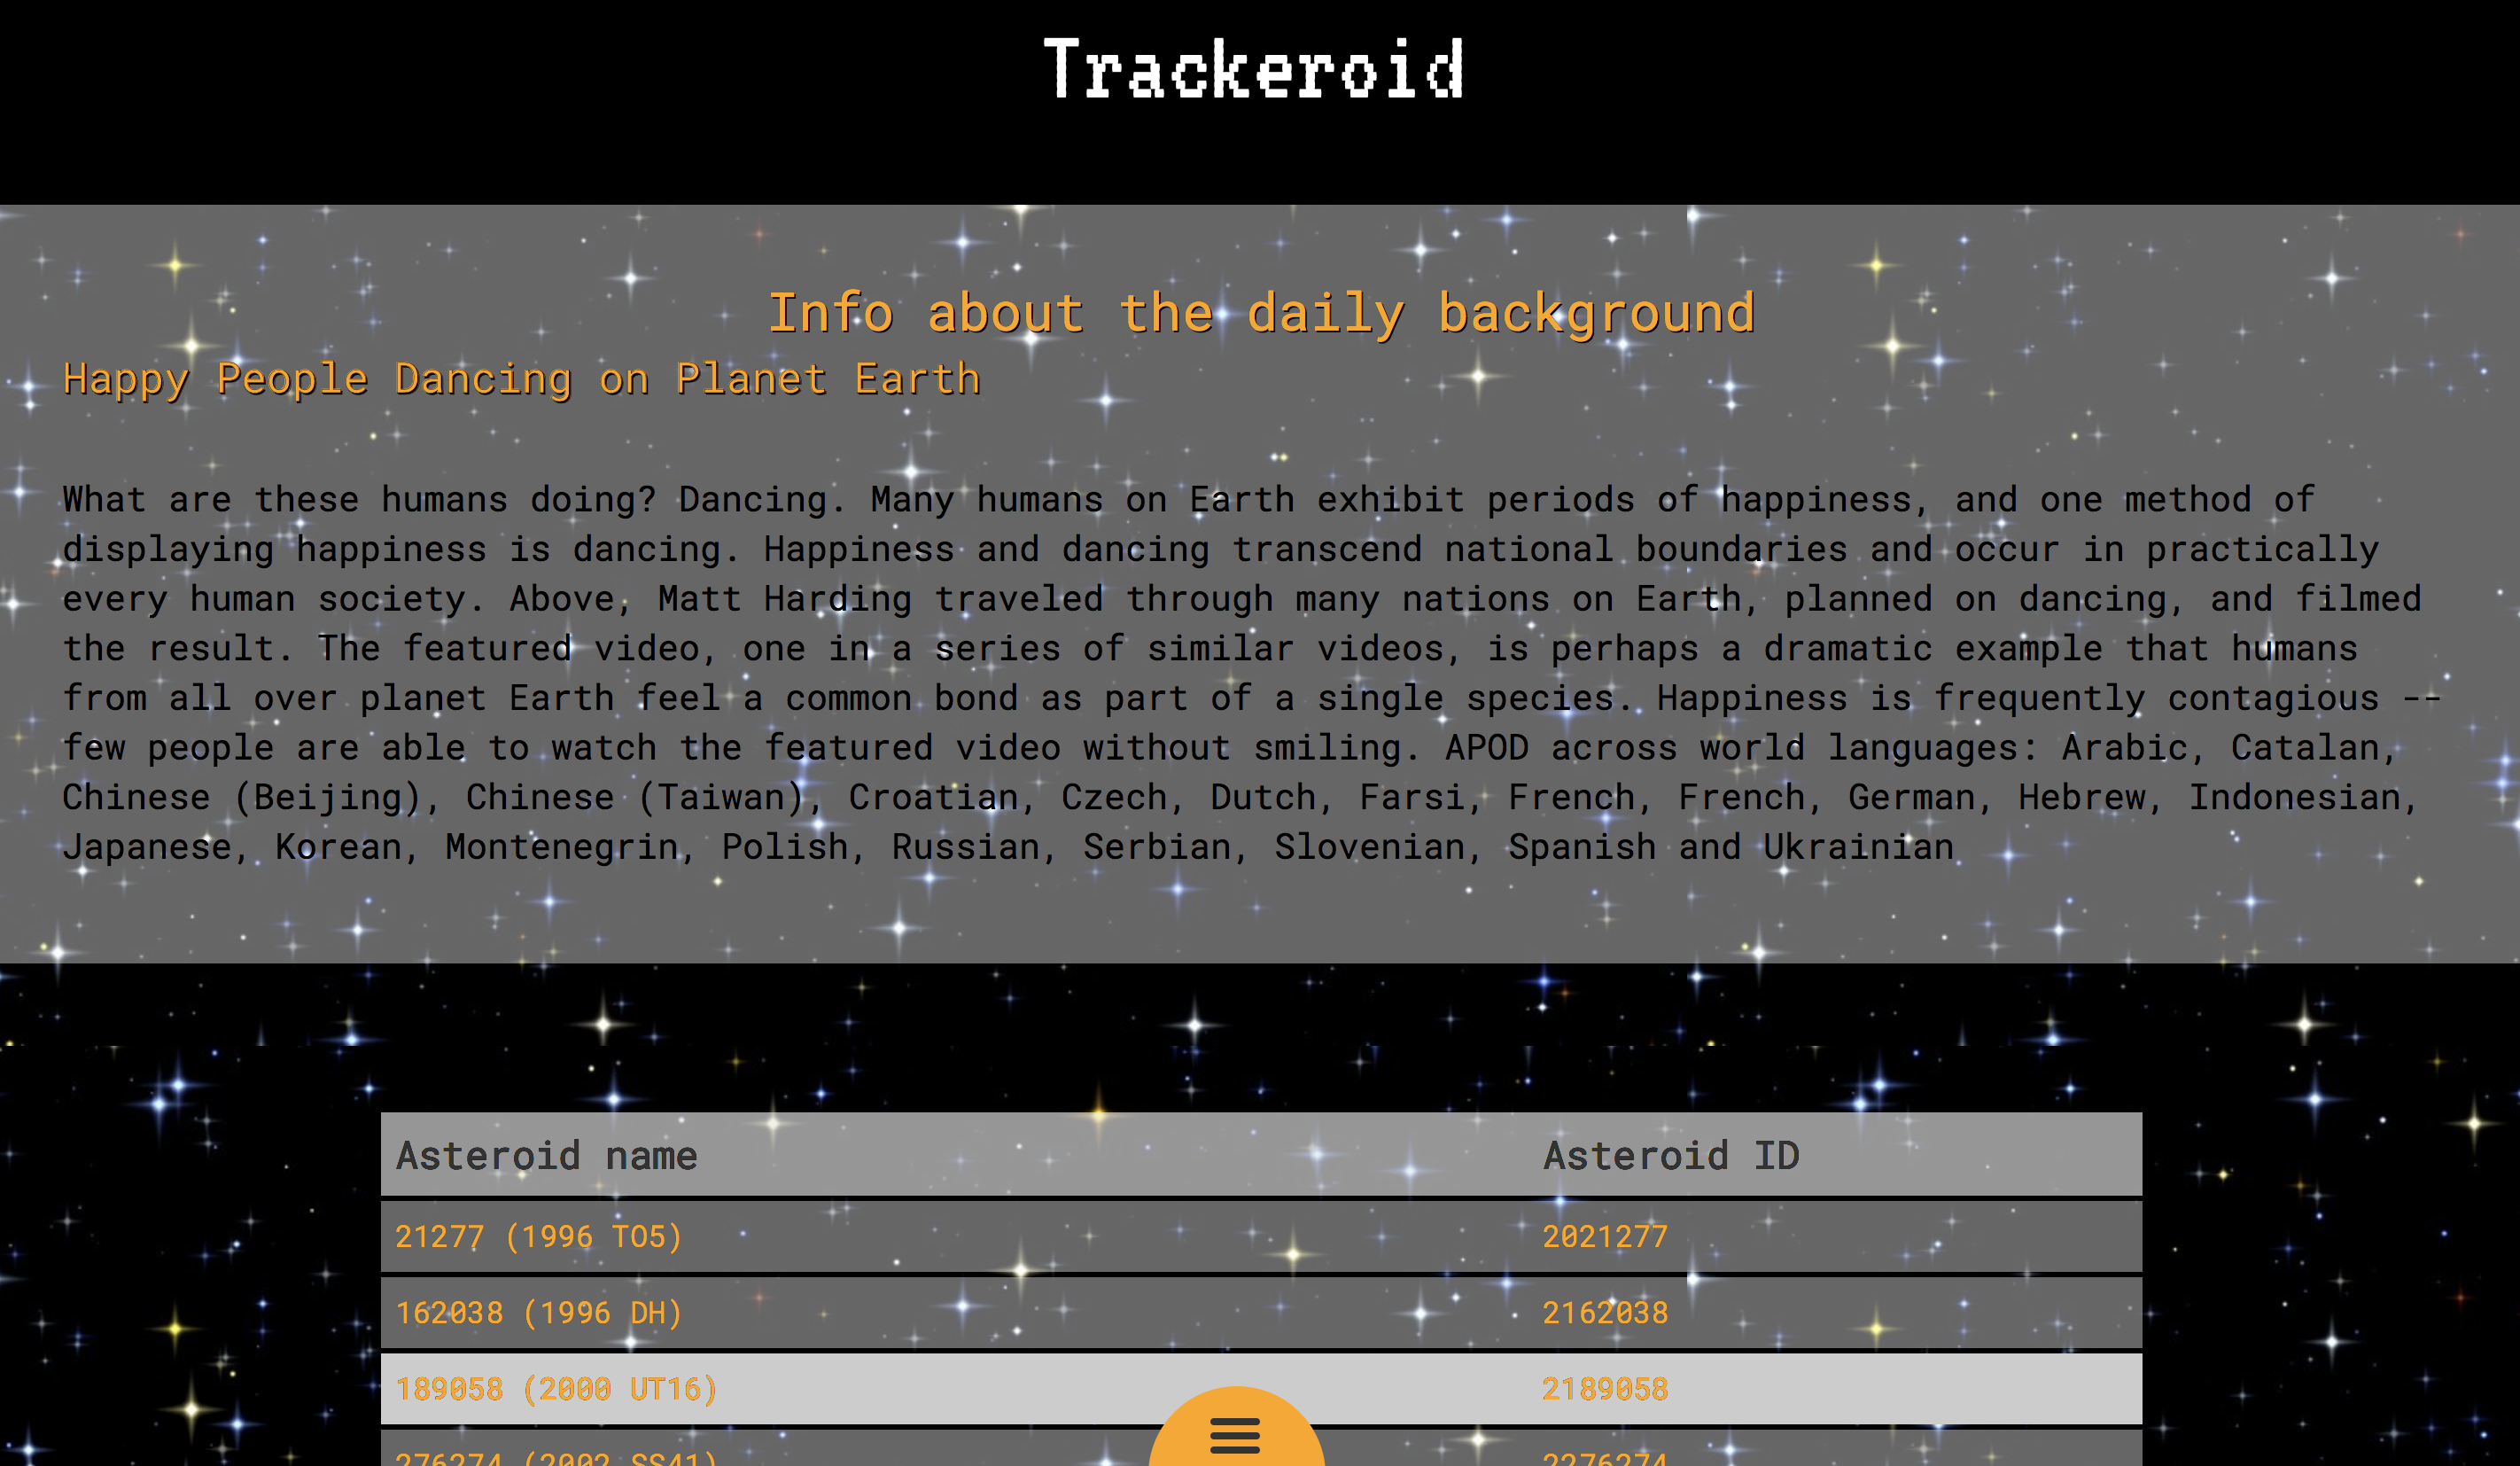 Trackeroid
Info about the daily background
Happy People Dancing on Planet Earth
What are these humans doing? Dancing. Many humans on Earth exhibit periods of happiness, and one method of
displaying happiness is dancing. Happiness and dancing transcend national boundaries and occur in practically
every human society. Above, Matt Harding traveled through many nations on Earth, planned on dancing, and filmed
the result. The featured video, one in a series of similar videos, is perhaps a dramatic example that humans
from all over planet Earth feel a common bond as part of a single species. Happiness is frequently contagious --
few people are able to watch the featured video without smiling. APOD across world languages: Arabic, Catalan,
Chinese (Beijing), Chinese (Taiwan), Croatian, Czech, Dutch, Farsi, French, French, German, Hebrew, Indonesian,
Japanese, Korean, Montenegrin, Polish, Russian, Serbian, Slovenian, Spanish and Ukrainian
Asteroid name Asteroid ID
21277 (1996 TO5) 2021277
162038 (1996 DH) 2162038
189058 (2000 UT16) 2189058
276274 (2002 SS41) 2276274